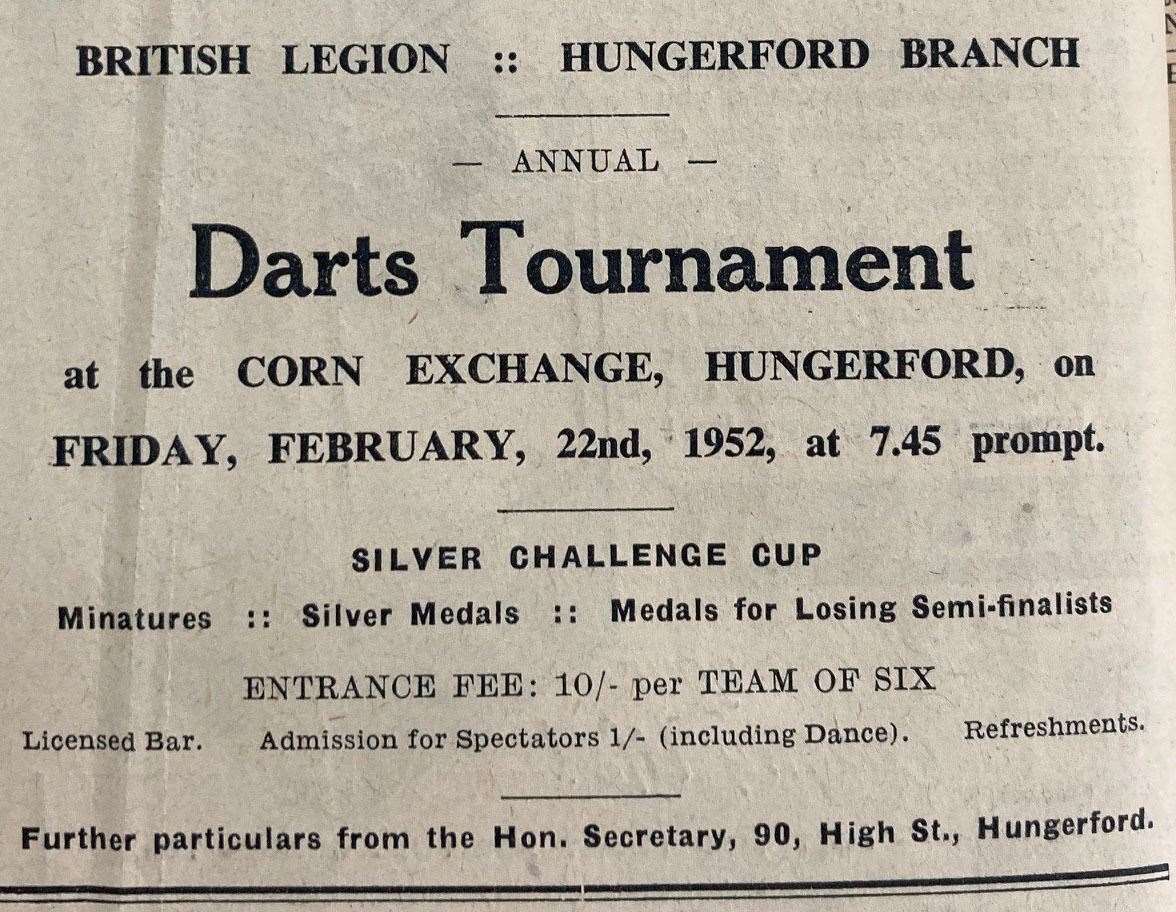 BRITISH LEGION :: HUNGERFORD BRANCH
— ANNUAL —
Darts Tournament
at the CORN EXCHANGE, HUNGERFORD, on
FRIDAY, FEBRUARY, 22nd, 1952, at 7.45 prompt.
SILVER CHALLENGE CUP
Minatures :: Silver Medals :: Medals for Losing Semi-finalists
ENTRANCE FEE: 10/- per TEAM OF SIX
Licensed Bar. Admission for Spectators 1/- (including Dance). Refreshments.
Further particulars from the Hon. Secretary, 90, High St., Hungerford.